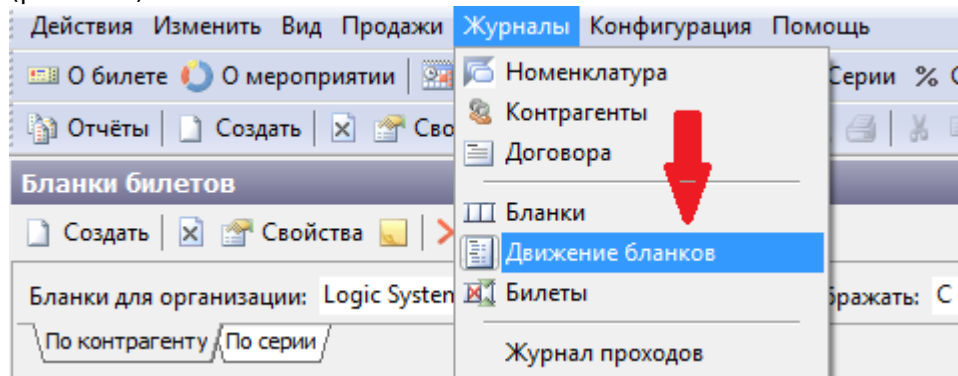 Действия Изменить Вид Продажи Журналы Конфигурация Помощь
О билете О мероприятии Номенклатура Серии %
Контрагенты
Отчёты Создать Сво
Договора
Бланки билетов
Бланки
Создать Свойства
Движение бланков
Бланки для организации: Logic System Билеты бражать: С
По контрагенту По серии
Журнал проходов